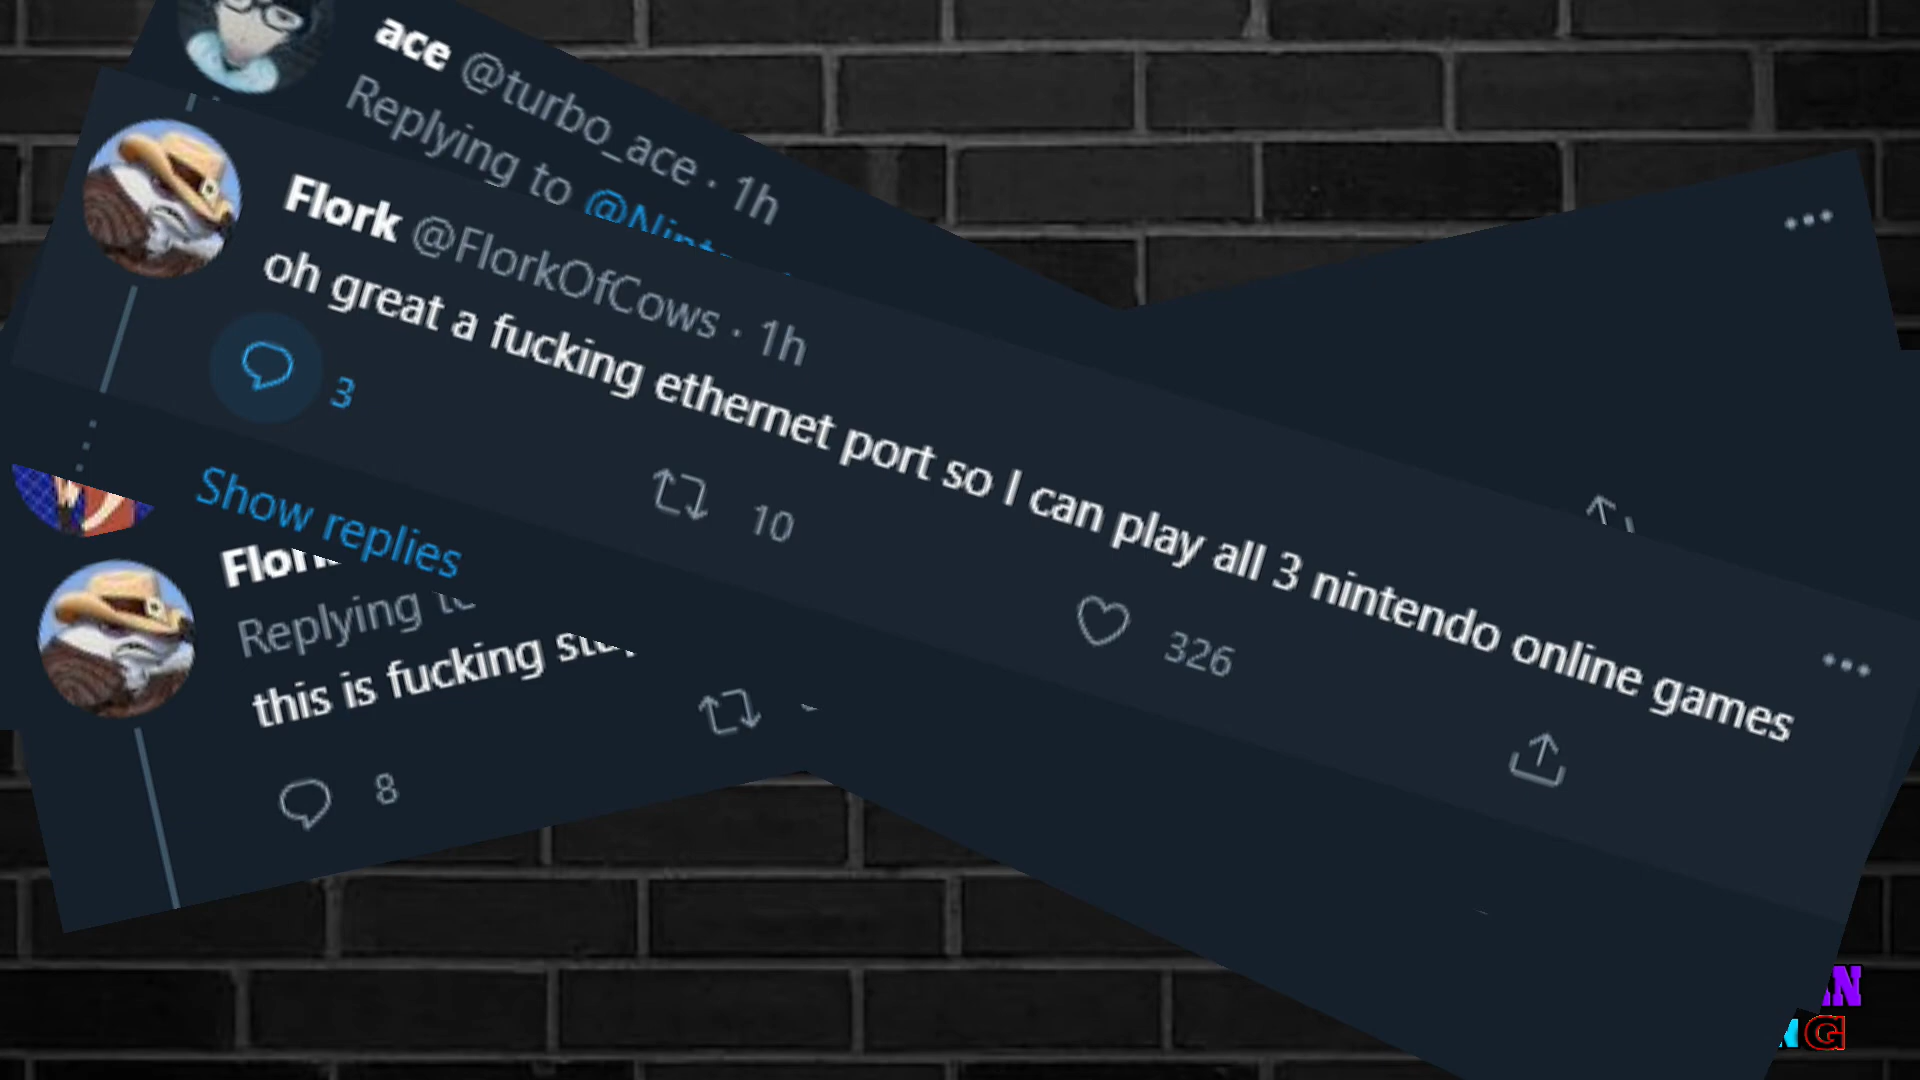 ace @turbo_ace · 1h
Replying to
Flork @FlorkOfCows · 1h
oh great a fucking ethernet port so I can play all 3 nintendo online games
3
10
326
Show replies
Replying
this is fucking
8
G